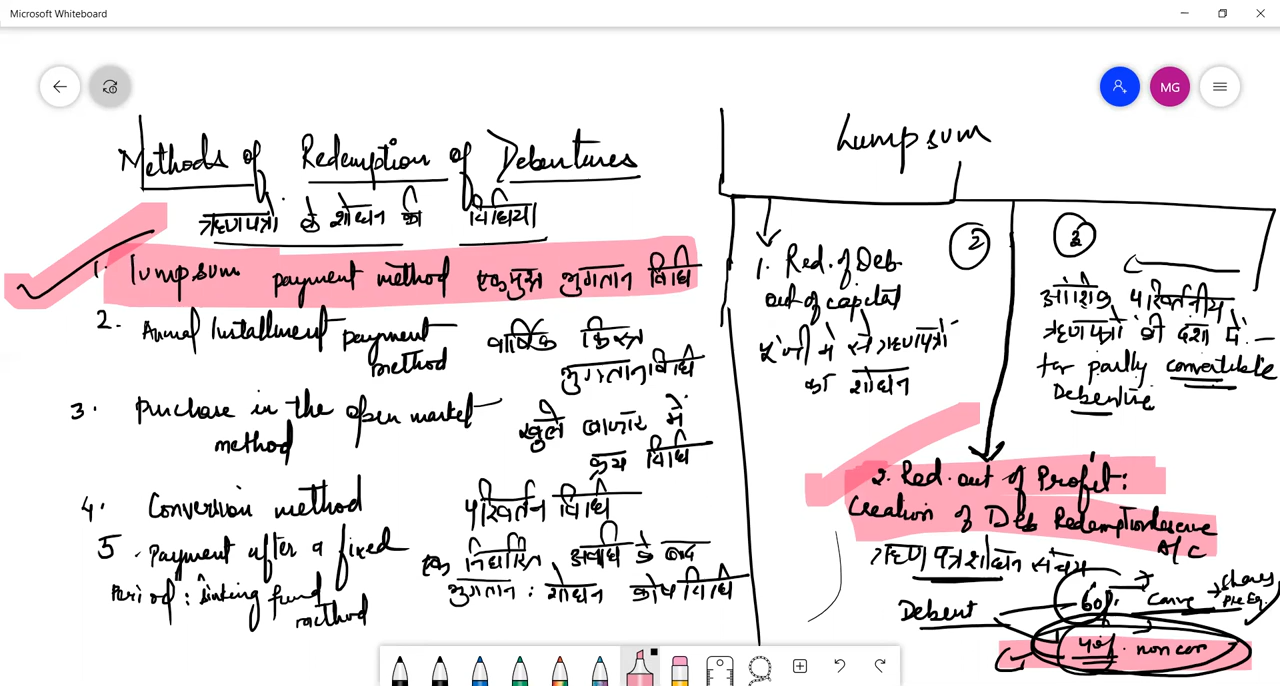 Microsoft Whiteboard
MG
Methods of Redemption of Debentures
ऋणपत्रों के शोधन की विधियां
1. lumpsum payment method एकमुश्त भुगतान विधि
2. Annual Installment payment method वार्षिक किस्त भुगतान विधि
3. Purchase in the open market method खुले बाजार में क्रय विधि
4. Conversion method परिवर्तन विधि
5. Payment after a fixed Period: Sinking fund method एक निर्धारित अवधि के बाद भुगतान: शोधन कोष विधि
Lumpsum
1. Red. of Deb
out of capital
पूंजी में से ऋणपत्रों
का शोधन
2
3
आंशिक परिवर्तनीय
ऋणपत्रों की दशा में
for partly convertible
Debenture
2. Red. out of Profit:
Creation of Deb Redemption Reserve
A/c
ऋणपत्र शोधन संचय
Debent
60%
40% non con